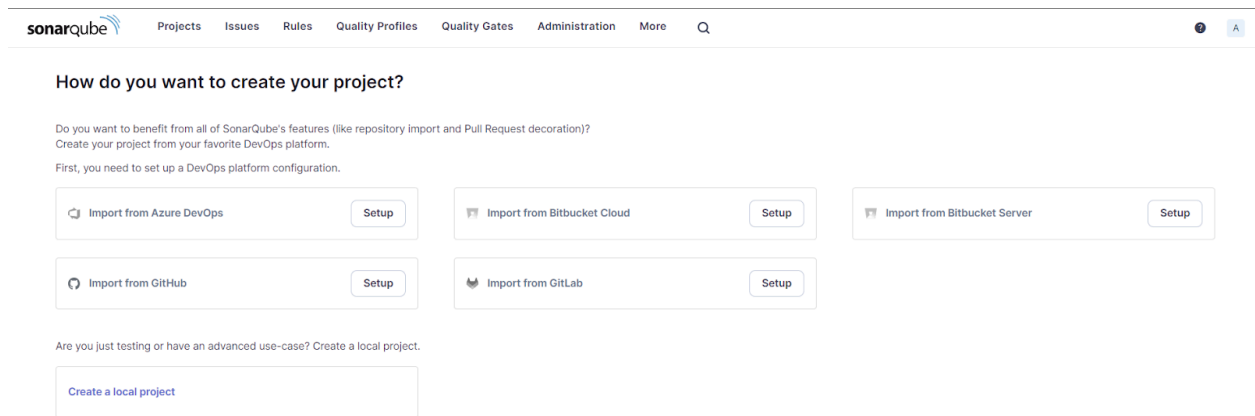 sonarqube Projects Issues Rules Quality Profiles Quality Gates Administration More ? A
How do you want to create your project?
Do you want to benefit from all of SonarQube's features (like repository import and Pull Request decoration)?
Create your project from your favorite DevOps platform.
First, you need to set up a DevOps platform configuration.
Import from Azure DevOps Setup Import from Bitbucket Cloud Setup Import from Bitbucket Server Setup
Import from GitHub Setup Import from GitLab Setup
Are you just testing or have an advanced use-case? Create a local project.
Create a local project